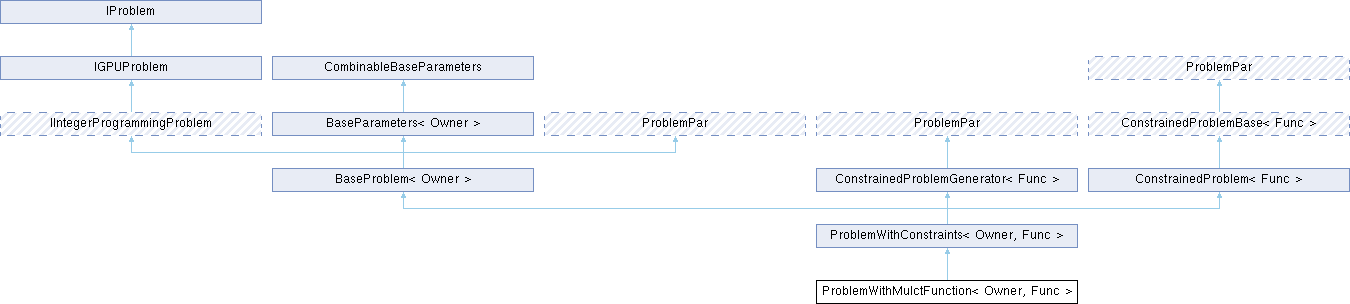 IProblem
IGPUProblem
CombinableBaseParameters
ProblemPar
IIntegerProgrammingProblem
BaseParameters< Owner >
ProblemPar
ProblemPar
ConstrainedProblemBase< Func >
BaseProblem< Owner >
ConstrainedProblemGenerator< Func >
ConstrainedProblem< Func >
ProblemWithConstraints< Owner, Func >
ProblemWithMulctFunction< Owner, Func >